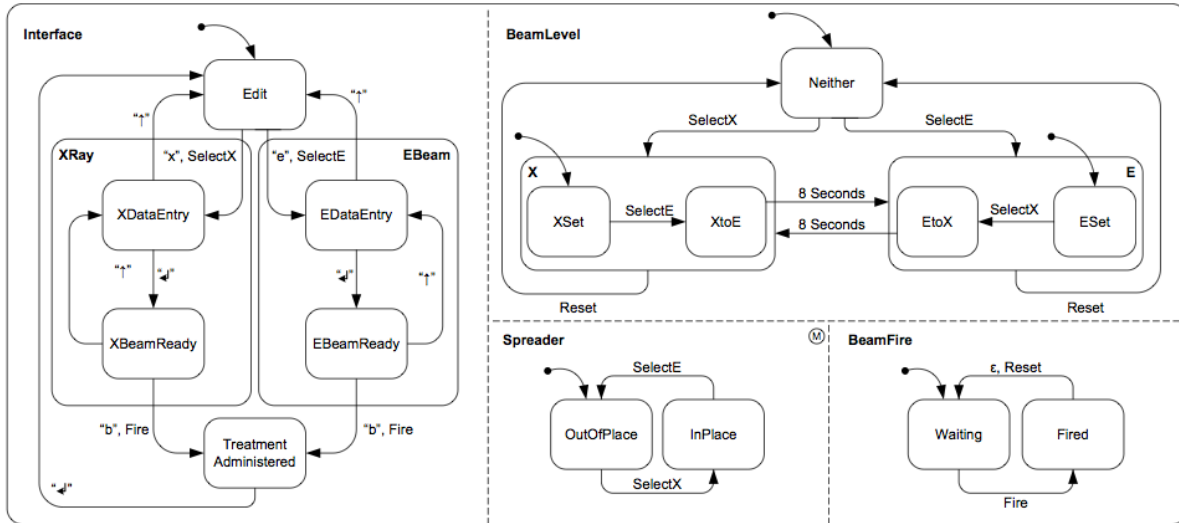 Interface
Edit
"↑"
"↑"
XRay
"x", SelectX
"e", SelectE
EBeam
XDataEntry
EDataEntry
"↑"
"↲"
"↲"
"↑"
XBeamReady
EBeamReady
"b", Fire
"b", Fire
Treatment
Administered
"↲"
BeamLevel
Neither
SelectX
SelectE
X
E
XSet
SelectE
XtoE
8 Seconds
8 Seconds
EtoX
SelectX
ESet
Reset
Reset
Spreader
M
SelectE
OutOfPlace
InPlace
SelectX
BeamFire
ε, Reset
Waiting
Fired
Fire